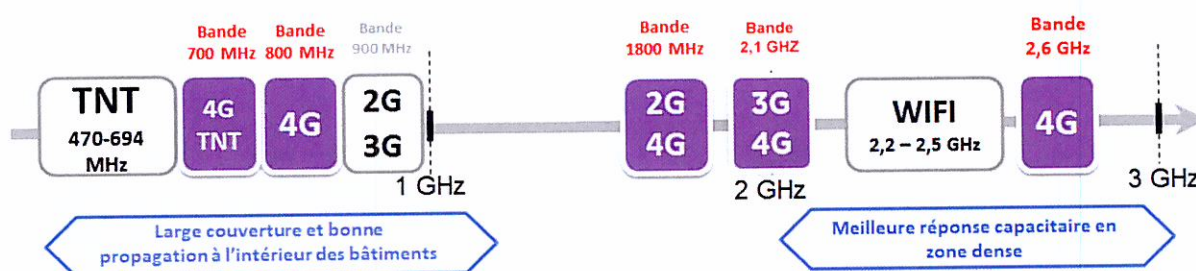 Bande
700 MHz
Bande
800 MHz
Bande
900 MHz
Bande
1800 MHz
Bande
2,1 GHZ
Bande
2,6 GHz
TNT
470-694
MHz
4G
TNT
4G
2G
3G
2G
4G
3G
4G
WIFI
2,2 – 2,5 GHz
4G
1 GHz
2 GHz
3 GHz
Large couverture et bonne
propagation à l'intérieur des bâtiments
Meilleure réponse capacitaire en
zone dense